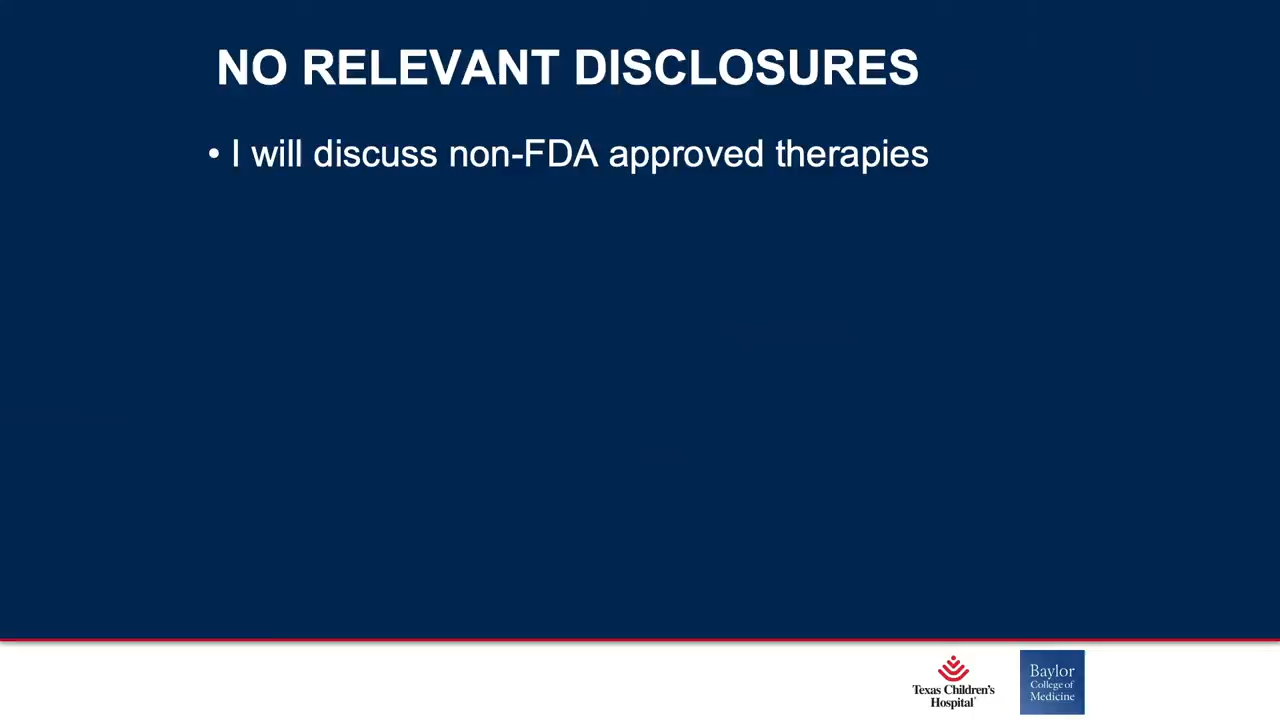 NO RELEVANT DISCLOSURES
• I will discuss non-FDA approved therapies
Texas Children's
Hospital
Baylor
College of
Medicine